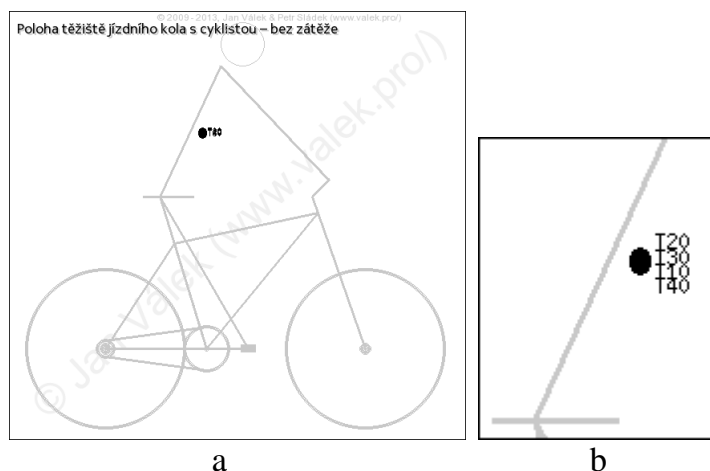 © 2009 - 2013, Jan Válek & Petr Sládek (www.valek.pro/)
Poloha těžiště jízdního kola s cyklistou – bez zátěže
© Jan Válek (www.valek.pro/)
T20
T30
T10
T40
a
b